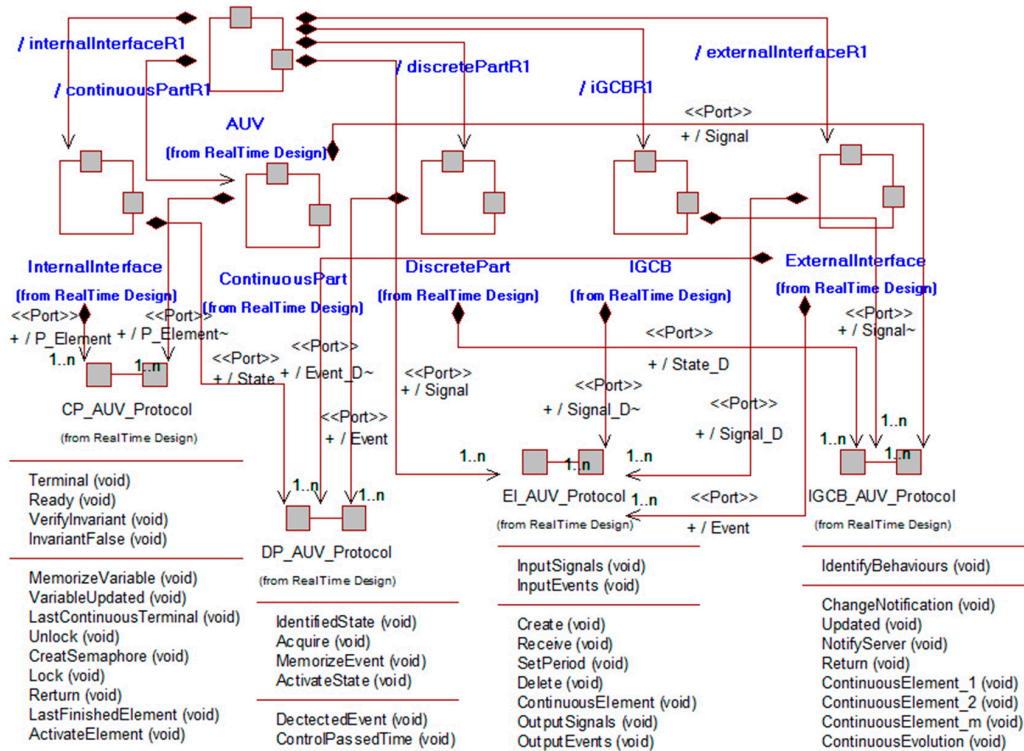 / internalInterfaceR1
/ continuousPartR1
/ discretePartR1
/ iGCBR1
/ externalInterfaceR1
AUV
(from RealTime Design)
<<Port>>
+ / Signal
InternalInterface
(from RealTime Design)
ContinuousPart
(from RealTime Design)
DiscretePart
(from RealTime Design)
IGCB
(from RealTime Design)
ExternalInterface
(from RealTime Design)
<<Port>>
+ / P_Element
1..n
<<Port>>
+ / P_Element~
1..n
<<Port>>
+ / State
1..n
<<Port>>
+ / Event_D~
<<Port>>
+ / Event
1..n
<<Port>>
+ / Signal
1..n
<<Port>>
+ / Signal_D~
1..n
<<Port>>
+ / State_D
1..n
<<Port>>
+ / Signal_D
1..n
<<Port>>
+ / Signal~
1..n
1..n
1..n
<<Port>>
+ / Event
CP_AUV_Protocol
(from RealTime Design)
Terminal (void)
Ready (void)
VerifyInvariant (void)
InvariantFalse (void)
MemorizeVariable (void)
VariableUpdated (void)
LastContinuousTerminal (void)
Unlock (void)
CreatSemaphore (void)
Lock (void)
Rerturn (void)
LastFinishedElement (void)
ActivateElement (void)
DP_AUV_Protocol
(from RealTime Design)
IdentifiedState (void)
Acquire (void)
MemorizeEvent (void)
ActivateState (void)
DectectedEvent (void)
ControlPassedTime (void)
EI_AUV_Protocol
(from RealTime Design)
InputSignals (void)
InputEvents (void)
Create (void)
Receive (void)
SetPeriod (void)
Delete (void)
ContinuousElement (void)
OutputSignals (void)
OutputEvents (void)
IGCB_AUV_Protocol
(from RealTime Design)
IdentifyBehaviours (void)
ChangeNotification (void)
Updated (void)
NotifyServer (void)
Return (void)
ContinuousElement_1 (void)
ContinuousElement_2 (void)
ContinuousElement_m (void)
ContinuousEvolution (void)